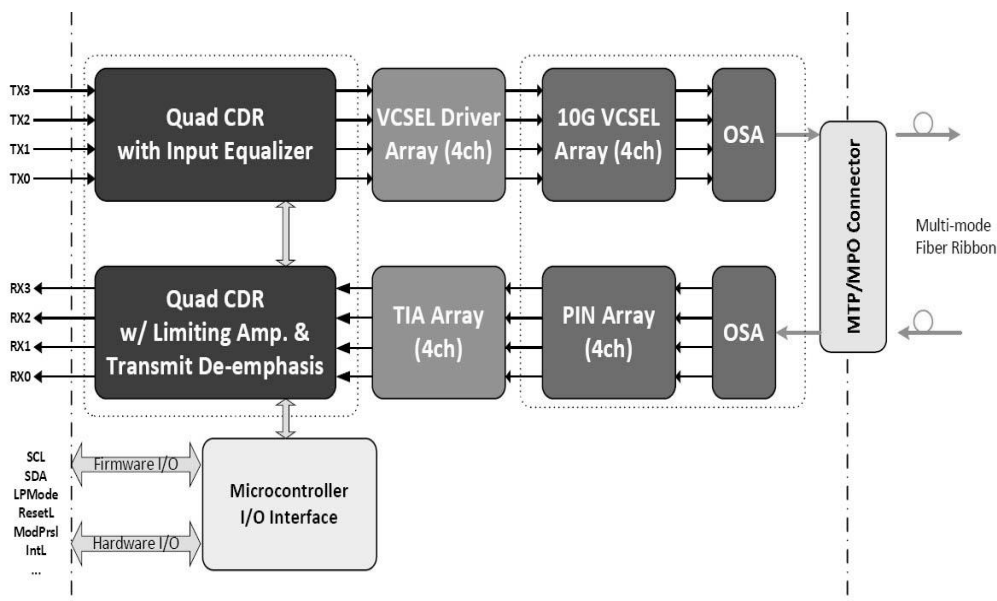 TX3
TX2
TX1
TX0
Quad CDR
with Input Equalizer
VCSEL Driver
Array (4ch)
10G VCSEL
Array (4ch)
OSA
MTP/MPO Connector
Multi-mode
Fiber Ribbon
RX3
RX2
RX1
RX0
Quad CDR
w/ Limiting Amp. &
Transmit De-emphasis
TIA Array
(4ch)
PIN Array
(4ch)
OSA
SCL
SDA
LPMode
ResetL
ModPrsl
IntL
...
Firmware I/O
Hardware I/O
Microcontroller
I/O Interface